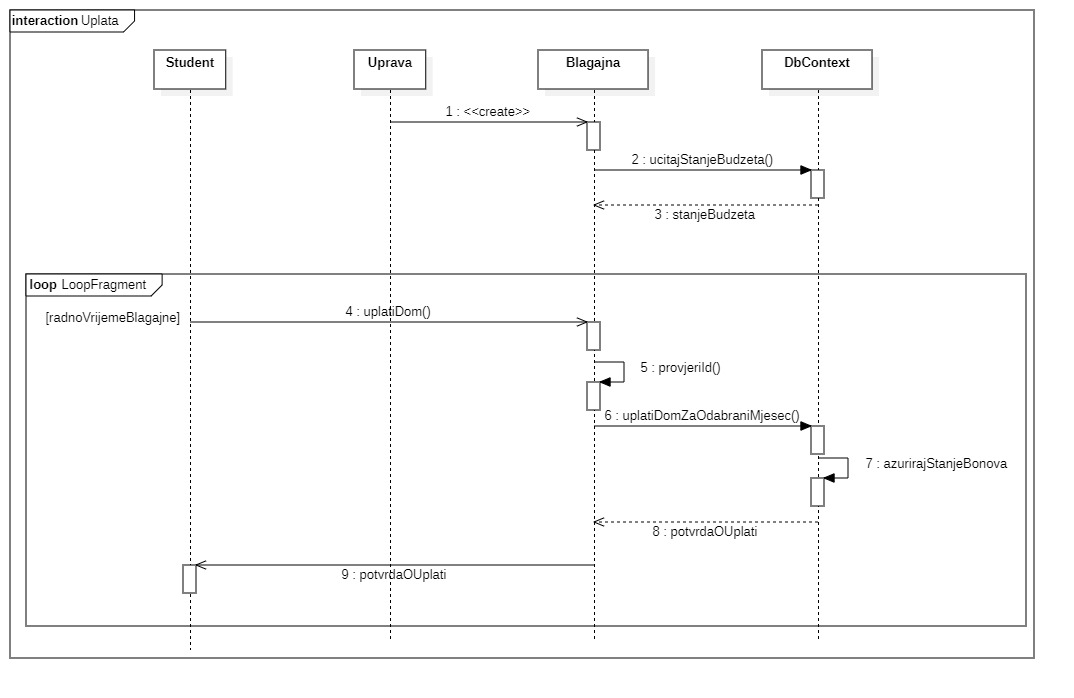 interaction Uplata
Student
Uprava
Blagajna
DbContext
1 : <<create>>
2 : ucitajStanjeBudzeta()
3 : stanjeBudzeta
loop LoopFragment
[radnoVrijemeBlagajne]
4 : uplatiDom()
5 : provjeriId()
6 : uplatiDomZaOdabraniMjesec()
7 : azurirajStanjeBonova
8 : potvrdaOUplati
9 : potvrdaOUplati